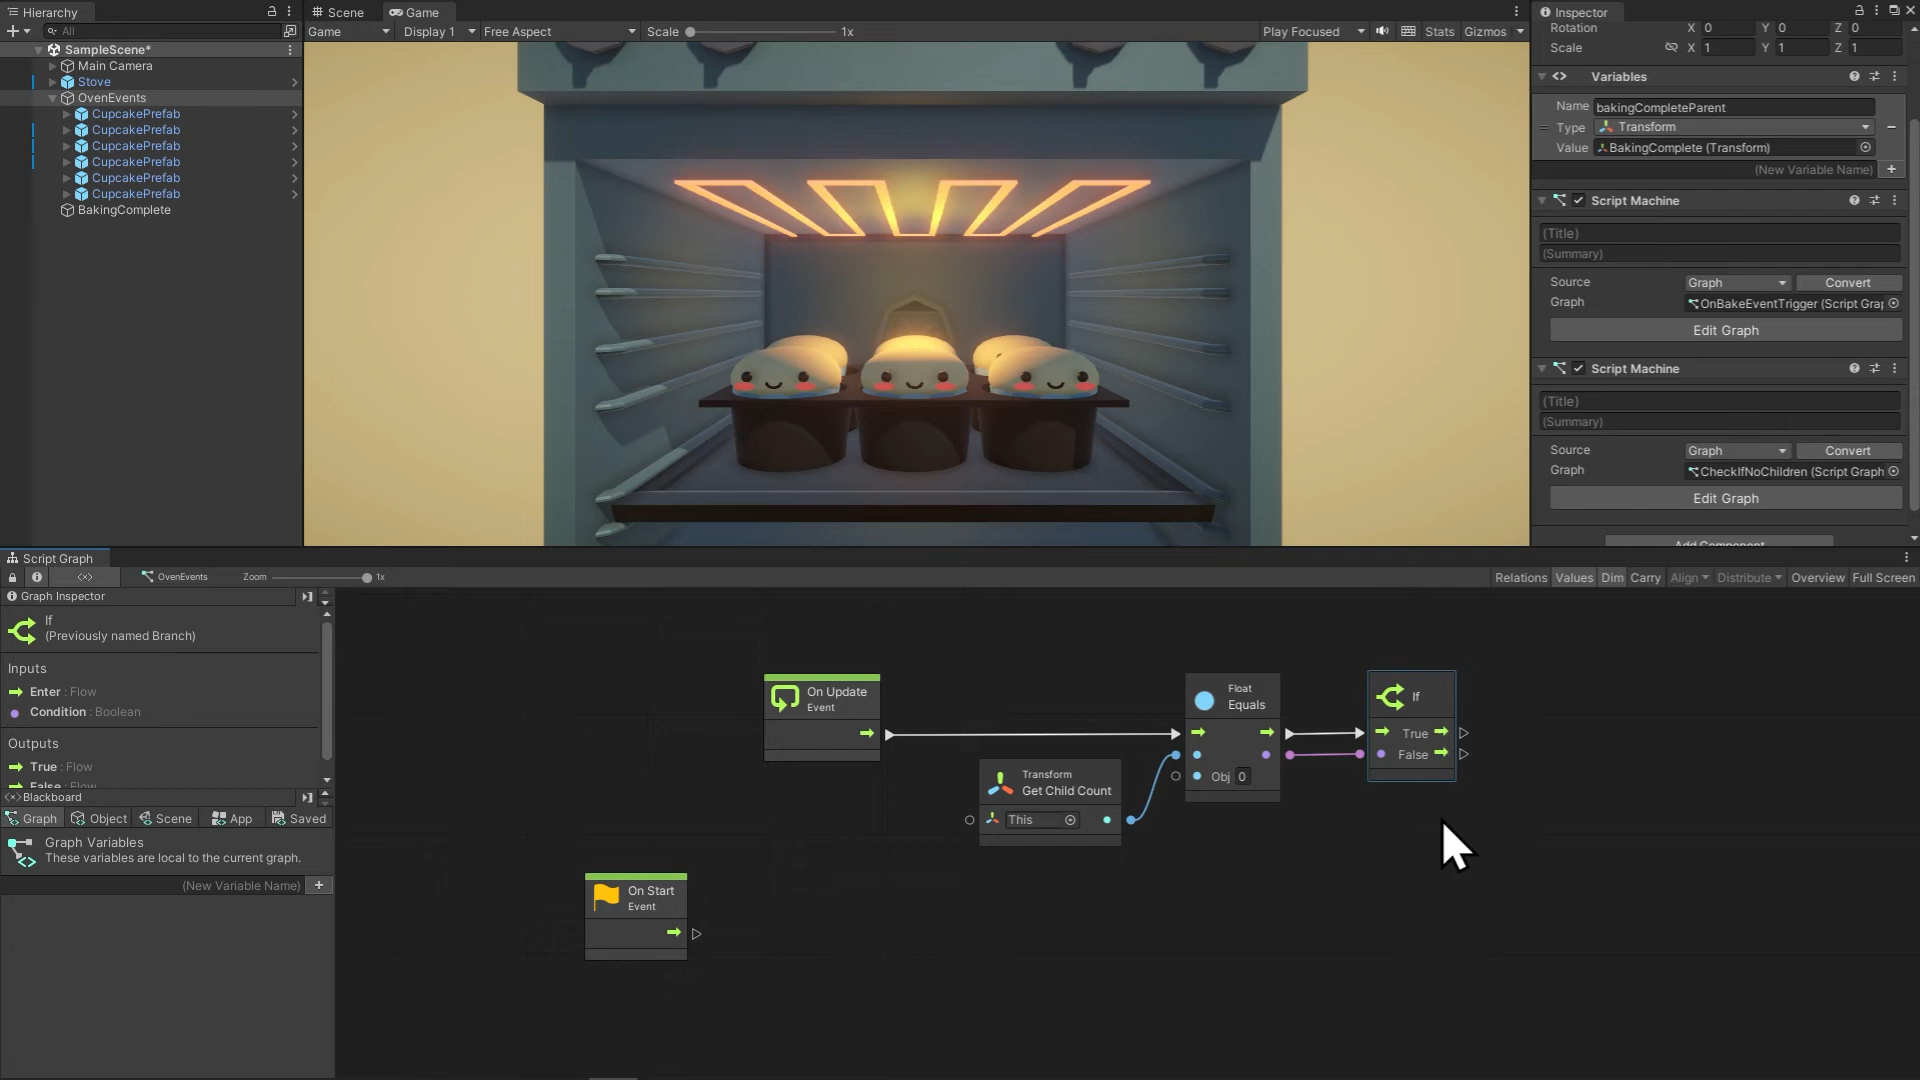 Hierarchy
All
SampleScene*
Main Camera
Stove
OvenEvents
CupcakePrefab
CupcakePrefab
CupcakePrefab
CupcakePrefab
CupcakePrefab
CupcakePrefab
BakingComplete
Scene
Game
Game
Display 1
Free Aspect
Scale
1x
Play Focused
Stats
Gizmos
Inspector
Rotation X 0 Y 0 Z 0
Scale X 1 Y 1 Z 1
Variables
Name bakingCompleteParent
Type Transform
Value BakingComplete (Transform)
(New Variable Name)
Script Machine
(Title)
(Summary)
Source Graph Convert
Graph OnBakeEventTrigger (Script Grap
Edit Graph
Script Machine
(Title)
(Summary)
Source Graph Convert
Graph CheckIfNoChildren (Script Graph
Edit Graph
Add Component
Script Graph
OvenEvents
Zoom
1x
Relations
Values
Dim
Carry
Align
Distribute
Overview
Full Screen
Graph Inspector
If
(Previously named Branch)
Inputs
Enter : Flow
Condition : Boolean
Outputs
True : Flow
False : Flow
Blackboard
Graph
Object
Scene
App
Saved
Graph Variables
These variables are local to the current graph.
(New Variable Name)
On Update
Event
Transform
Get Child Count
This
Float
Equals
Obj 0
If
True
False
On Start
Event